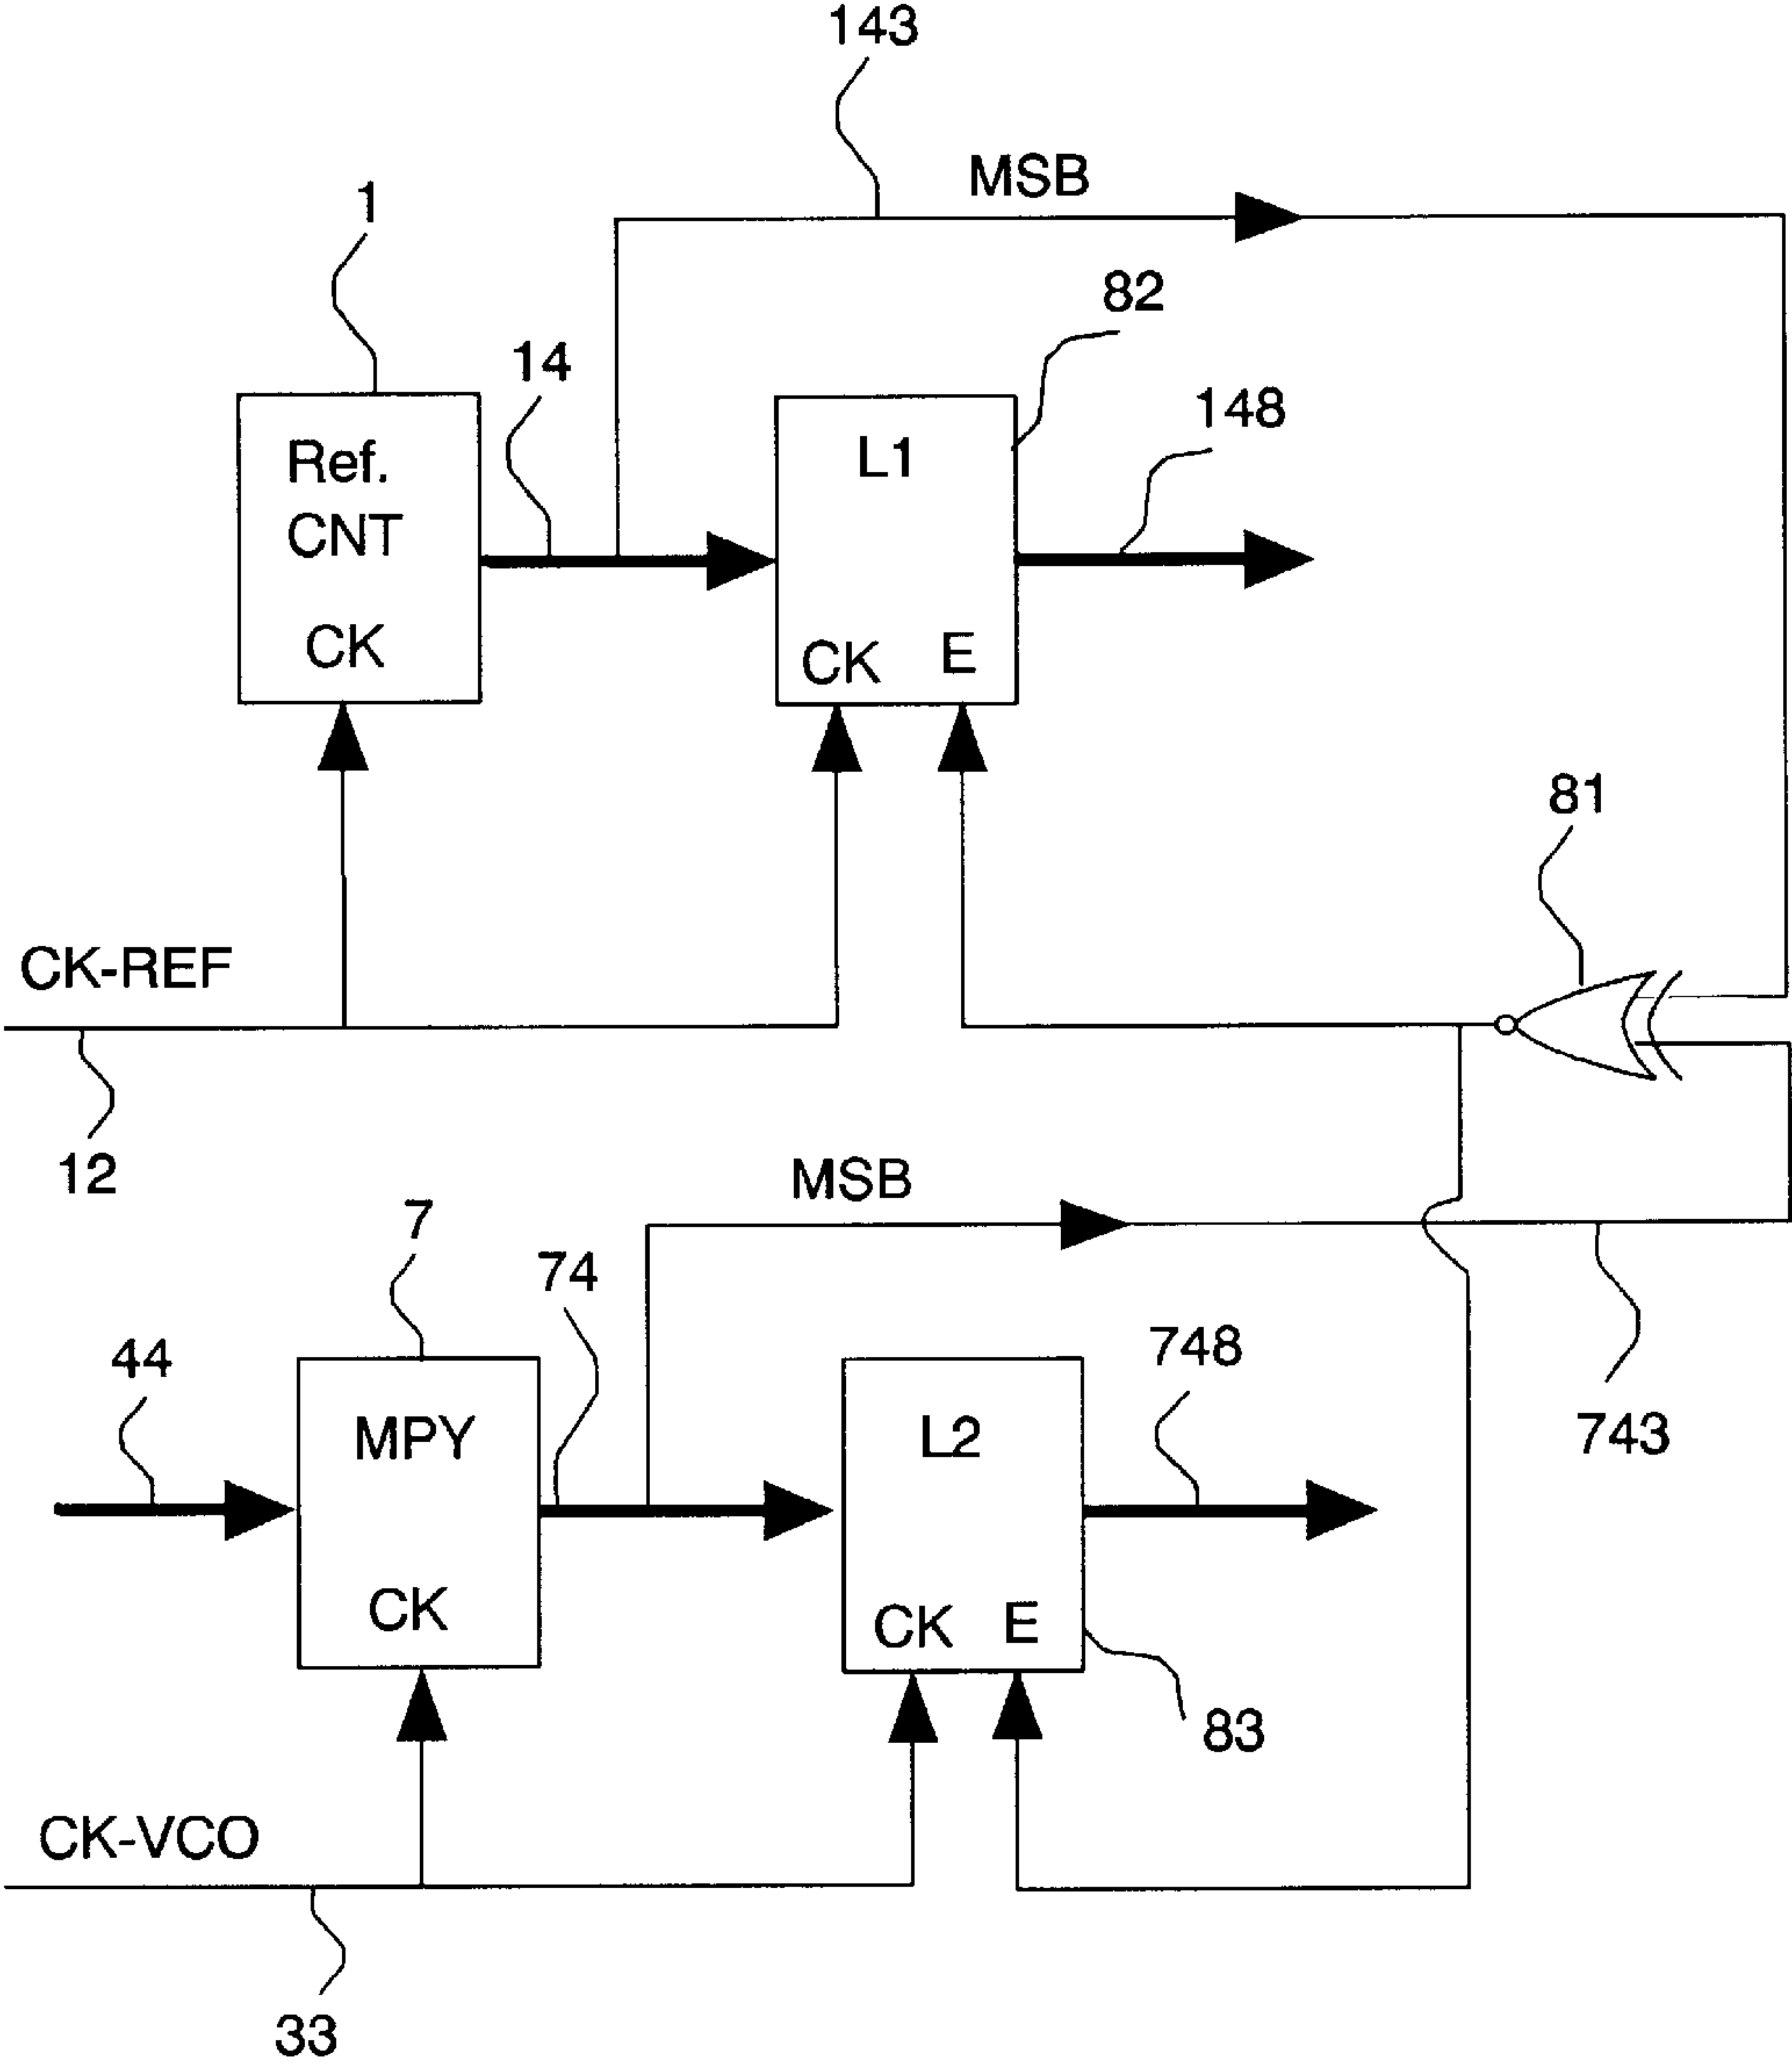 143
MSB
1
82
14
148
Ref.
CNT
CK
L1
CK E
81
CK-REF
12
MSB
7
74
44
748
743
MPY
CK
L2
CK E
83
CK-VCO
33